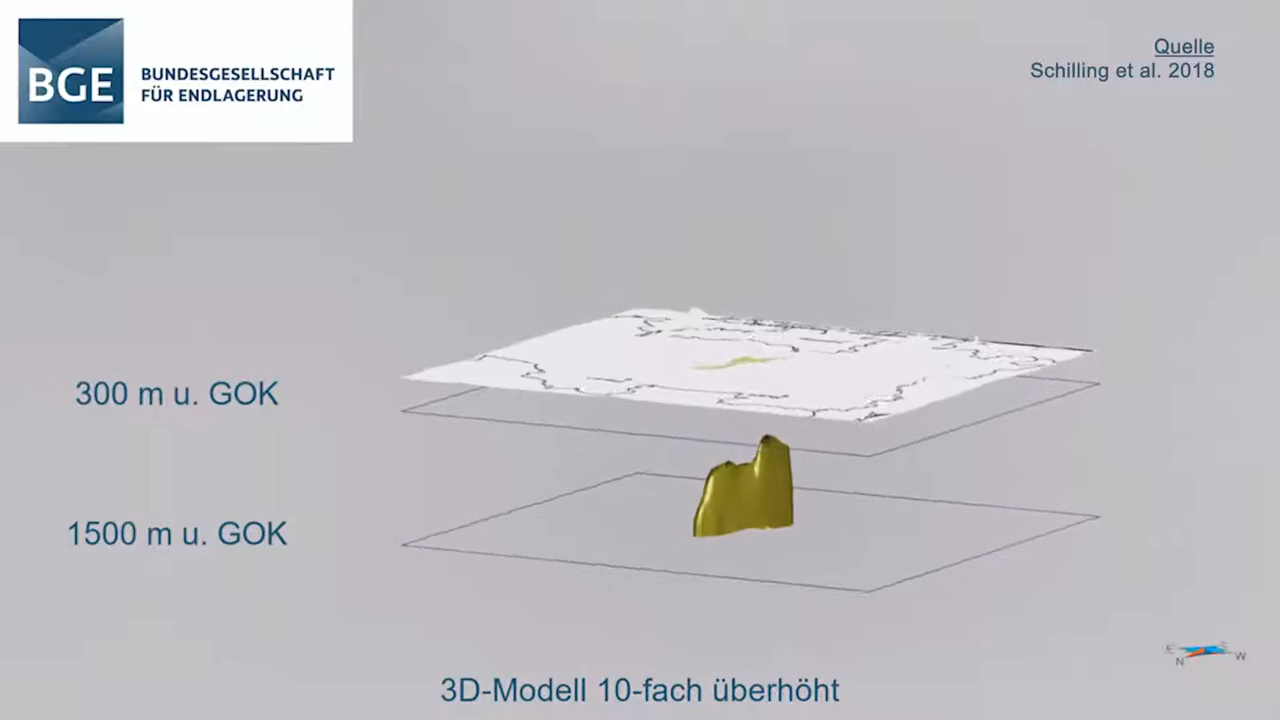 BGE
BUNDESGESELLSCHAFT
FÜR ENDLAGERUNG
Quelle
Schilling et al. 2018
300 m u. GOK
1500 m u. GOK
E
S
N
W
3D-Modell 10-fach überhöht